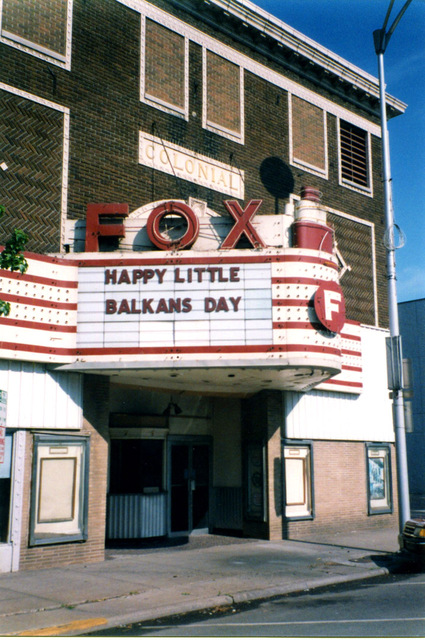 COLONIAL
FOX
HAPPY LITTLE
BALKANS DAY
F